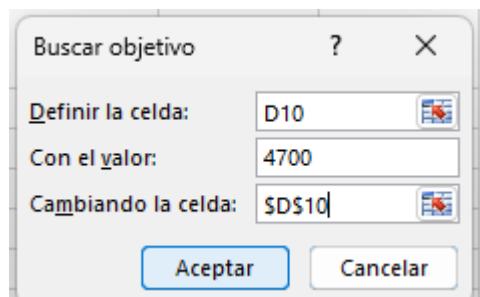 Buscar objetivo ? ×
Definir la celda: D10
Con el valor: 4700
Cambiando la celda: $D$10
Aceptar Cancelar